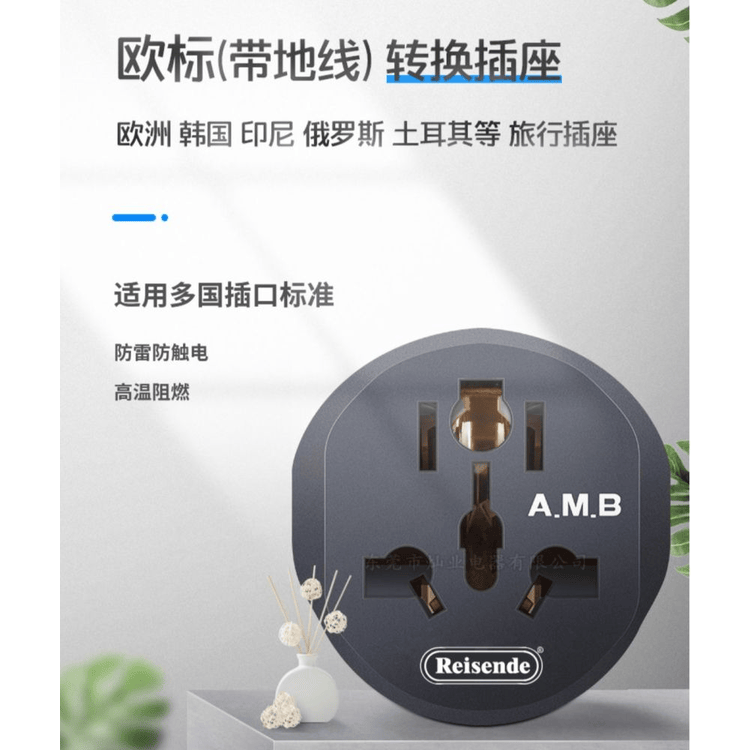 欧标(带地线) 转换插座
欧洲 韩国 印尼 俄罗斯 土耳其等 旅行插座
适用多国插口标准
防雷防触电
高温阻燃
A.M.B
Reisende®